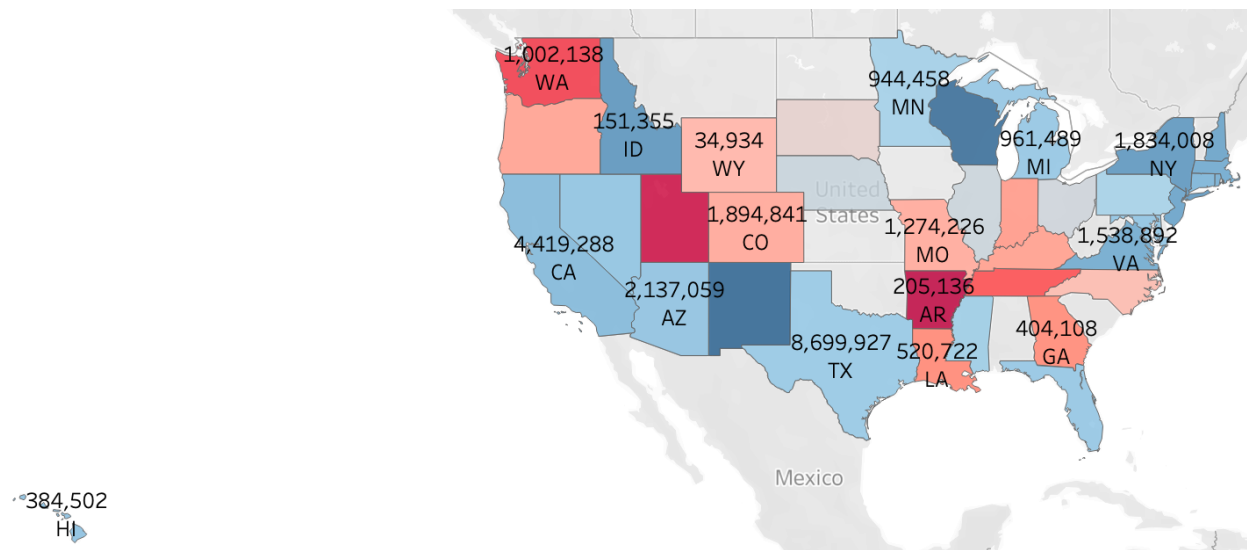 1,002,138
WA
944,458
MN
151,355
ID
34,934
WY
961,489
MI
1,834,008
NY
United
States
1,894,841
CO
1,274,226
MO
1,538,892
VA
4,419,288
CA
2,137,059
AZ
205,136
AR
8,699,927
TX
520,722
LA
404,108
GA
Mexico
384,502
HI